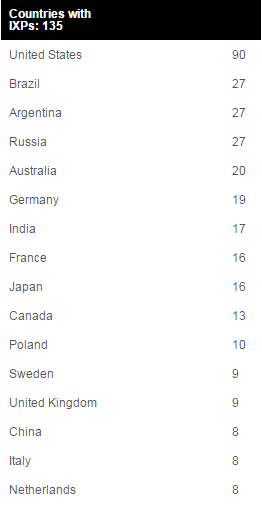 Countries with
IXPs: 135
United States 90
Brazil 27
Argentina 27
Russia 27
Australia 20
Germany 19
India 17
France 16
Japan 16
Canada 13
Poland 10
Sweden 9
United Kingdom 9
China 8
Italy 8
Netherlands 8